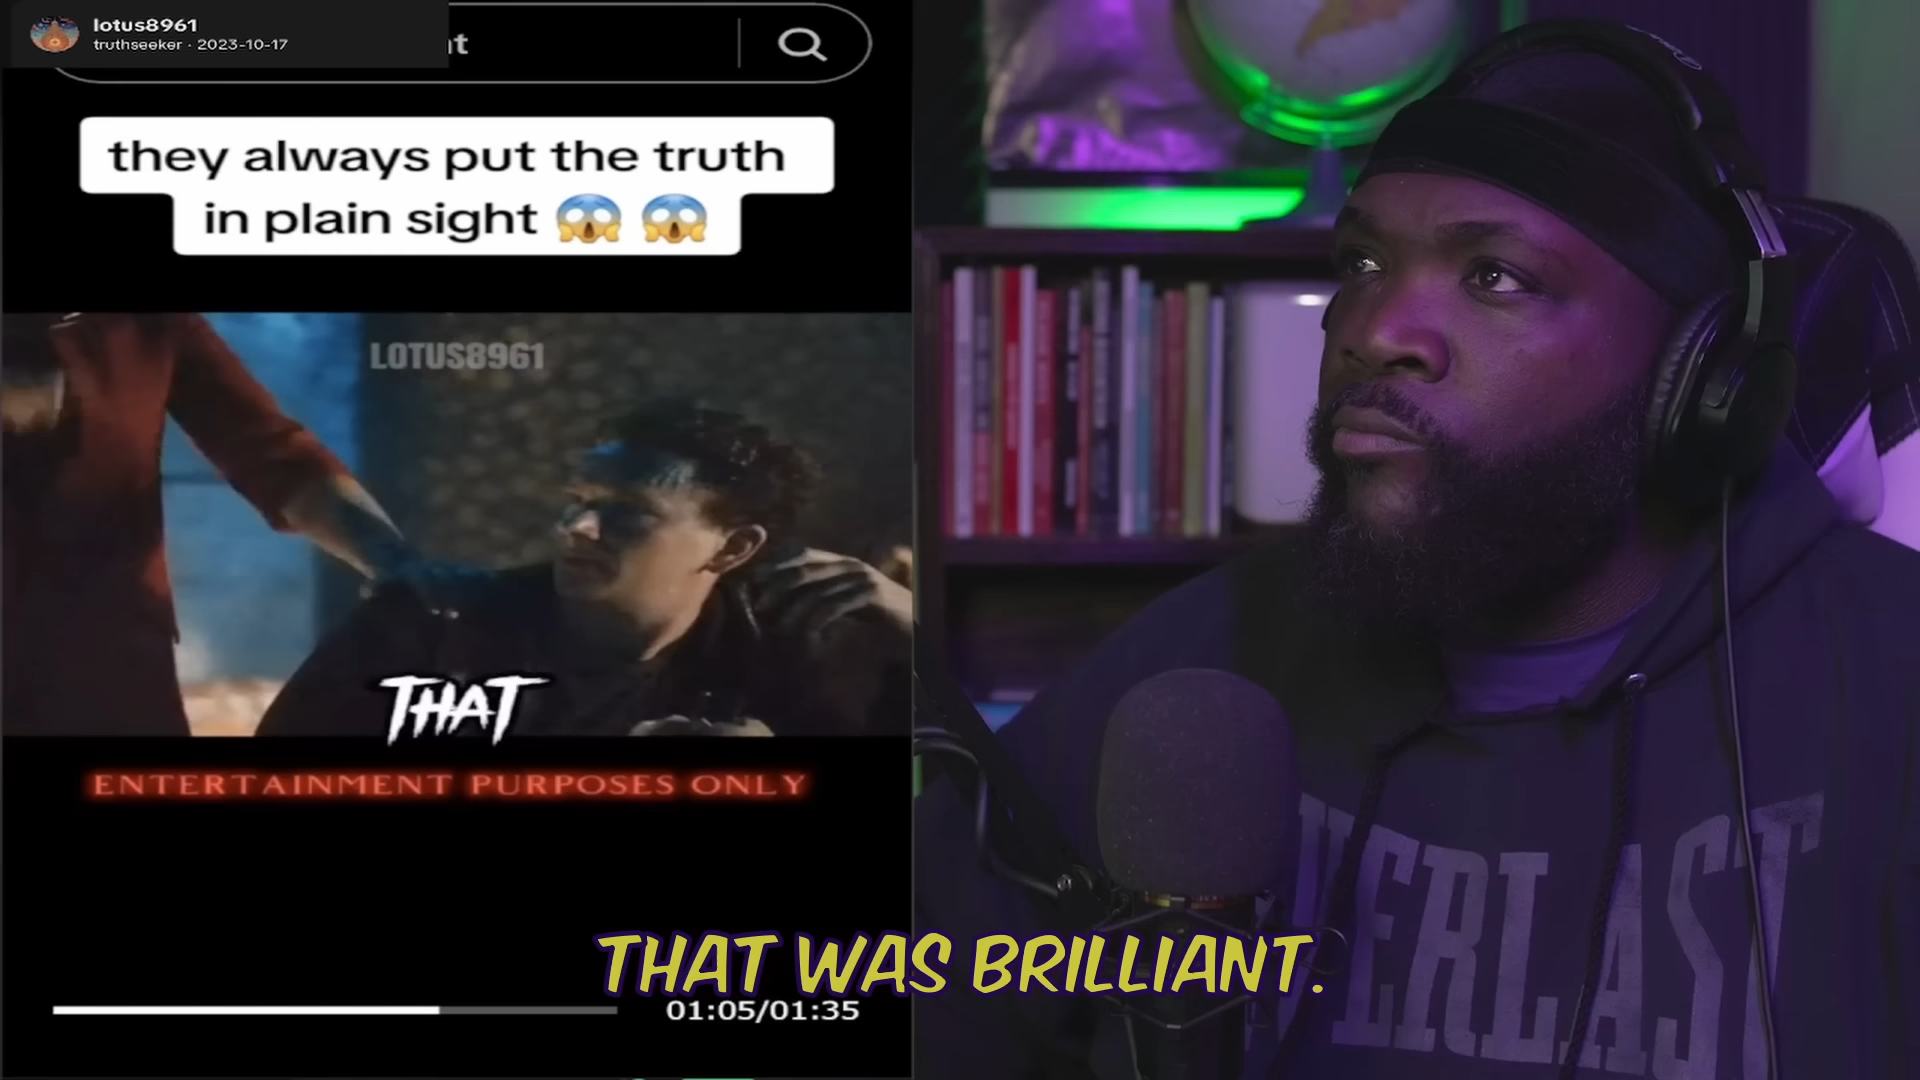 lotus8961
truthseeker · 2023-10-17
they always put the truth
in plain sight 😱 😱
LOTUS8961
THAT
ENTERTAINMENT PURPOSES ONLY
THAT WAS BRILLIANT.
01:05/01:35